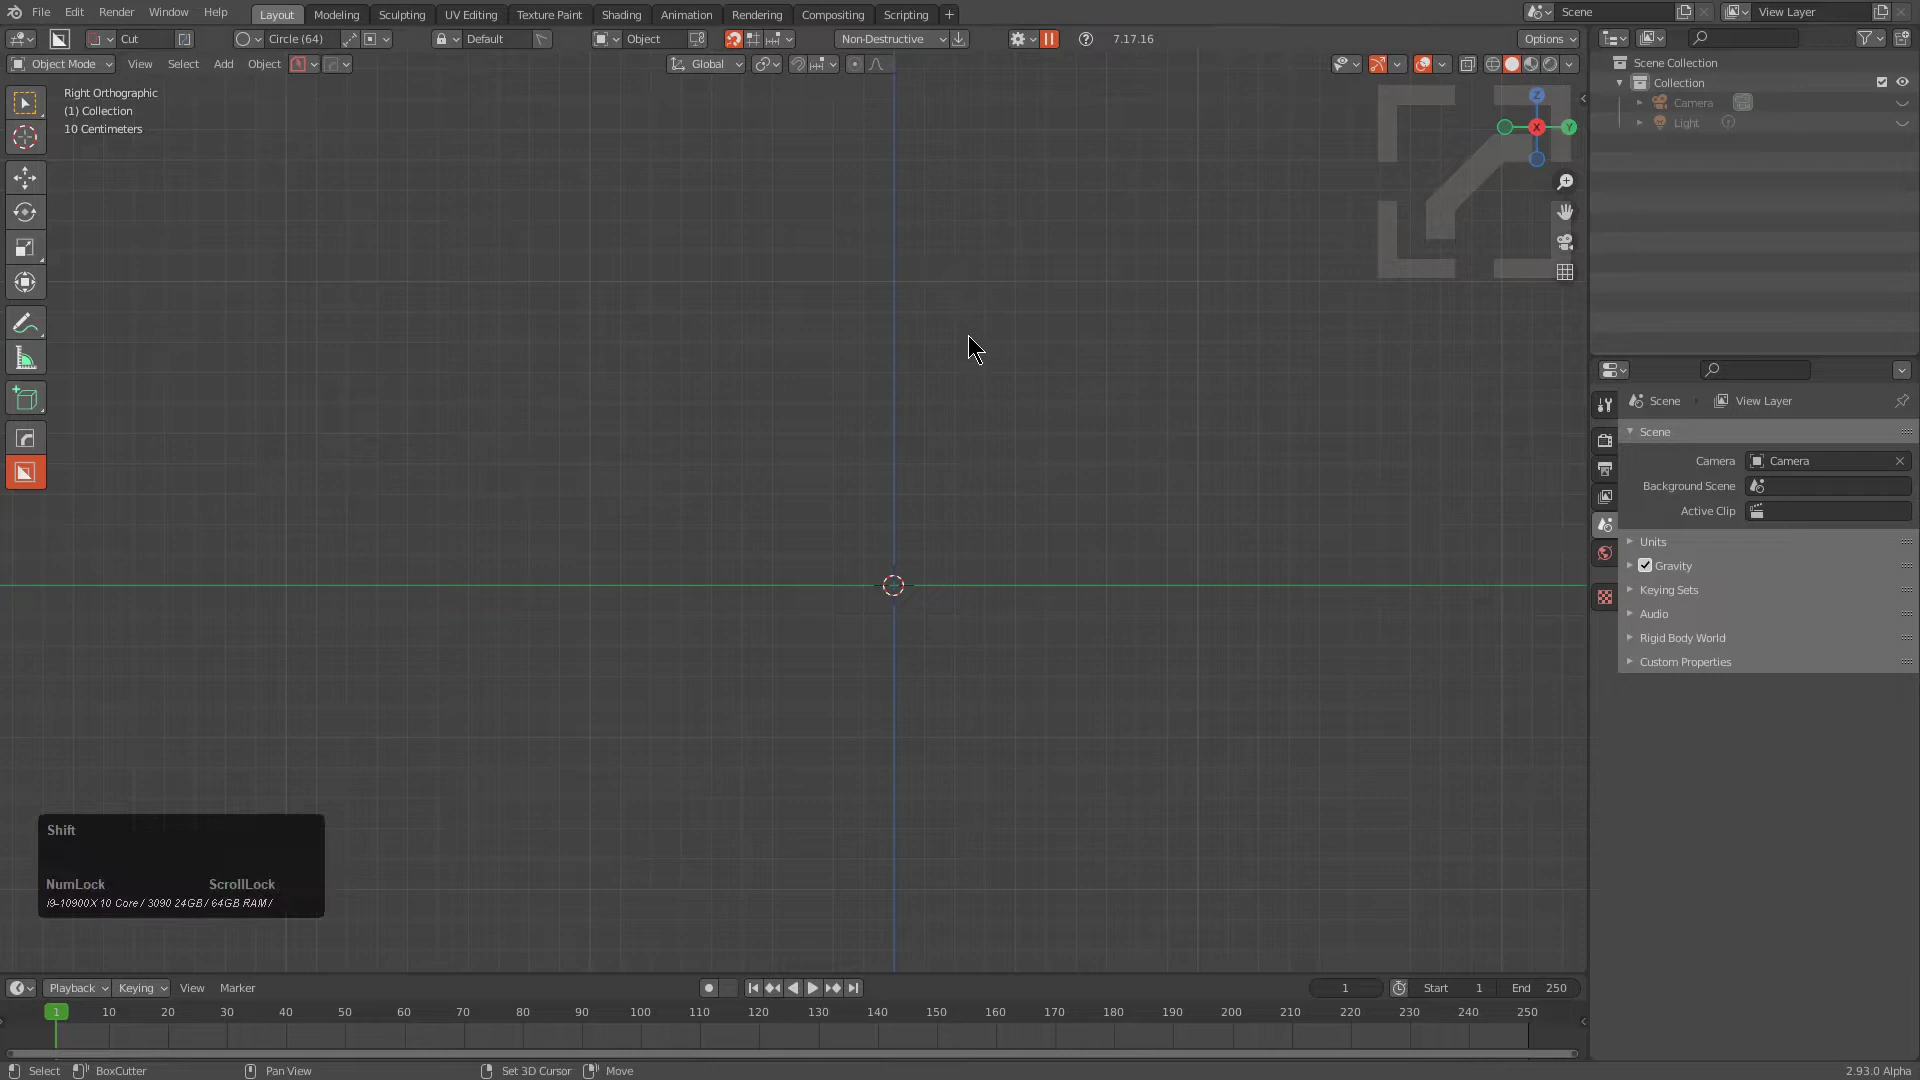 File Edit Render Window Help Layout Modeling Sculpting UV Editing Texture Paint Shading Animation Rendering Compositing Scripting + Scene View Layer
Cut Circle (64) Default Object Non-Destructive 7.17.16 Options
Object Mode View Select Add Object Global
Right Orthographic
(1) Collection
10 Centimeters
Z
X
Y
Scene Collection
Collection
Camera
Light
Scene View Layer
Scene
Camera Camera
Background Scene
Active Clip
Units
Gravity
Keying Sets
Audio
Rigid Body World
Custom Properties
Shift
NumLock ScrollLock
i9-10900X 10 Core / 3090 24GB / 64GB RAM /
Playback Keying View Marker 1 Start 1 End 250
1 10 20 30 40 50 60 70 80 90 100 110 120 130 140 150 160 170 180 190 200 210 220 230 240 250
Select BoxCutter Pan View Set 3D Cursor Move 2.93.0 Alpha